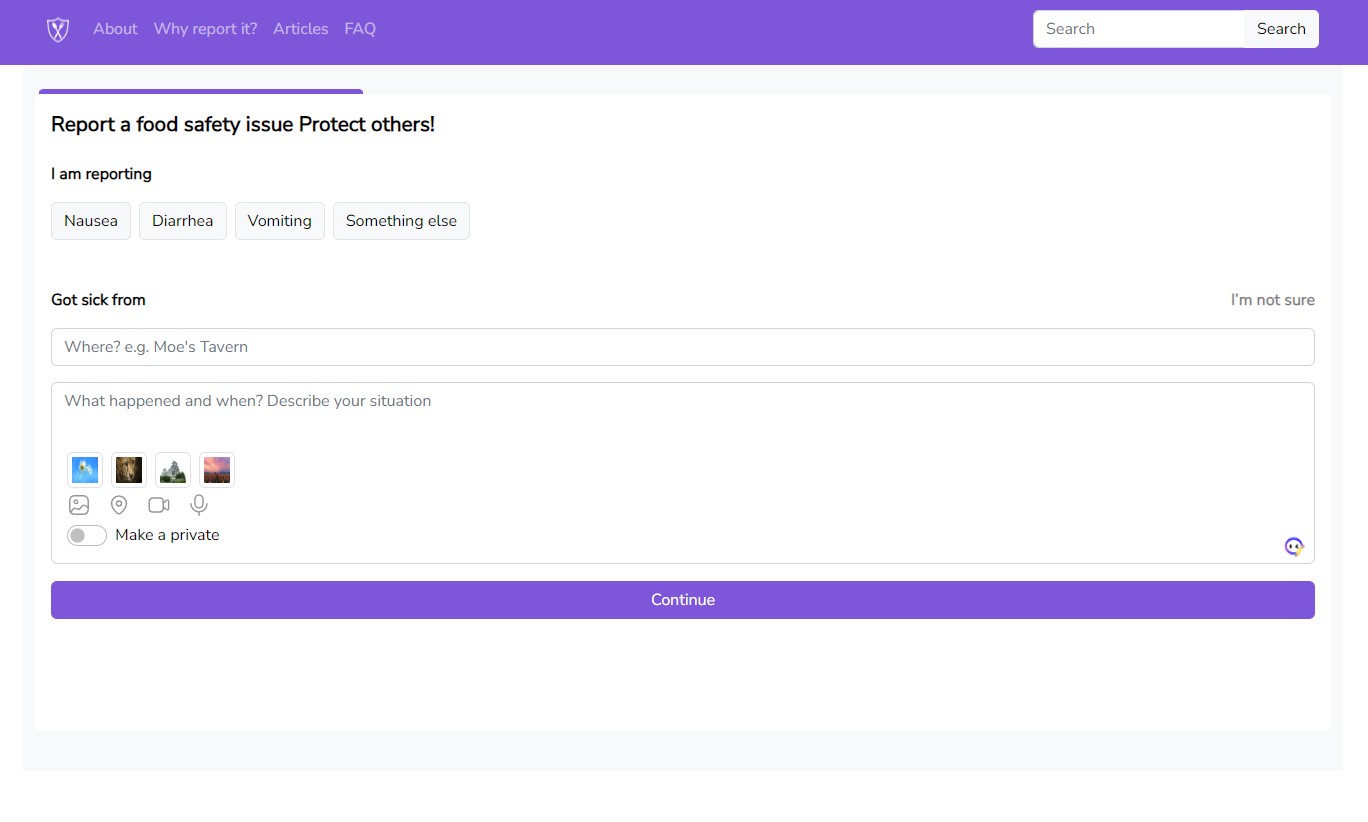 About Why report it? Articles FAQ Search Search
Report a food safety issue Protect others!
I am reporting
Nausea Diarrhea Vomiting Something else
Got sick from I'm not sure
Where? e.g. Moe's Tavern
What happened and when? Describe your situation
Make a private
Continue